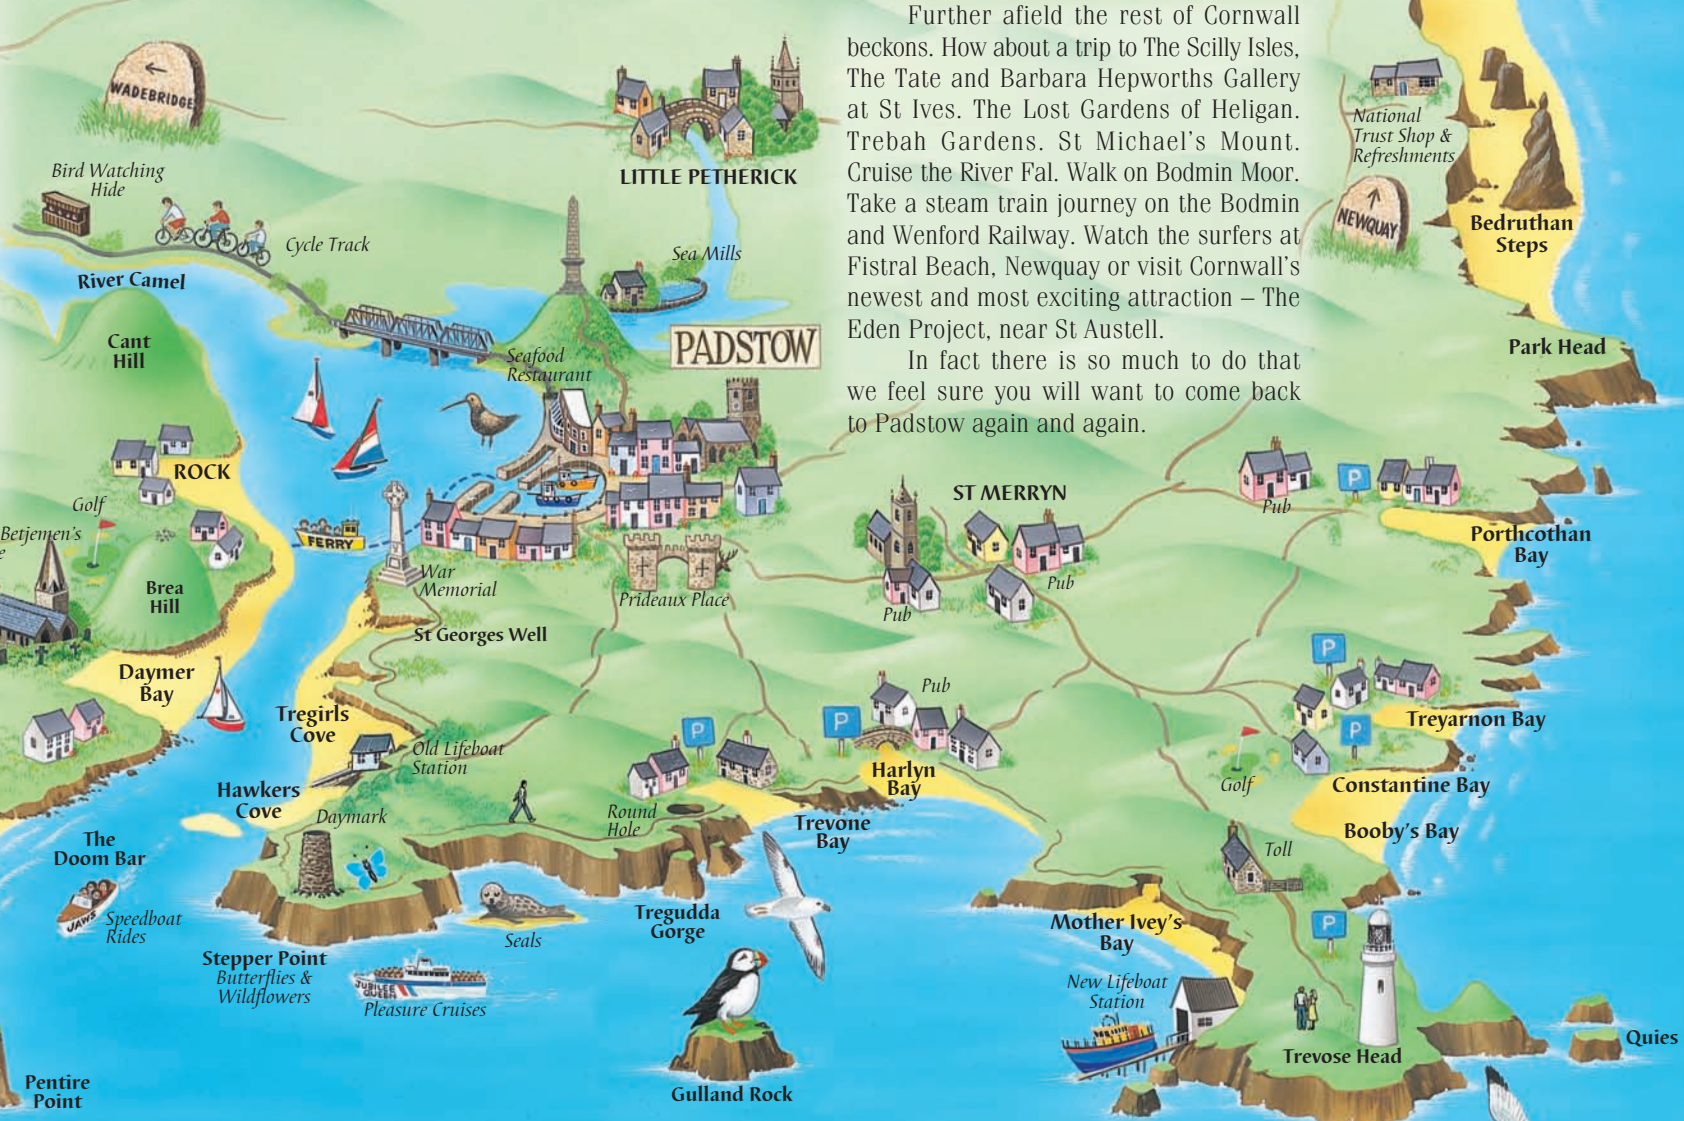 Further afield the rest of Cornwall
beckons. How about a trip to The Scilly Isles,
The Tate and Barbara Hepworths Gallery
at St Ives. The Lost Gardens of Heligan.
Trebah Gardens. St Michael's Mount.
Cruise the River Fal. Walk on Bodmin Moor.
Take a steam train journey on the Bodmin
and Wenford Railway. Watch the surfers at
Fistral Beach, Newquay or visit Cornwall's
newest and most exciting attraction – The
Eden Project, near St Austell.
In fact there is so much to do that
we feel sure you will want to come back
to Padstow again and again.
WADEBRIDGE
Bird Watching
Hide
Cycle Track
River Camel
Cant
Hill
LITTLE PETHERICK
Sea Mills
PADSTOW
Seafood
Restaurant
ROCK
Golf
Betjemen's
FERRY
Brea
Hill
War
Memorial
Prideaux Place
St Georges Well
Daymer
Bay
Tregirls
Cove
Old Lifeboat
Station
Hawkers
Cove
Daymark
The
Doom Bar
JAWS
Speedboat
Rides
Stepper Point
Butterflies &
Wildflowers
JUBILEE
QUEEN
Pleasure Cruises
Seals
Pentire
Point
Round
Hole
P
Tregudda
Gorge
Trevone
Bay
Gulland Rock
P
Harlyn
Bay
Pub
ST MERRYN
Pub
Pub
National
Trust Shop &
Refreshments
NEWQUAY
Bedruthan
Steps
Park Head
Pub
P
Porthcothan
Bay
P
Treyarnon Bay
P
Constantine Bay
Golf
Booby's Bay
Toll
Mother Ivey's
Bay
P
New Lifeboat
Station
Trevose Head
Quies